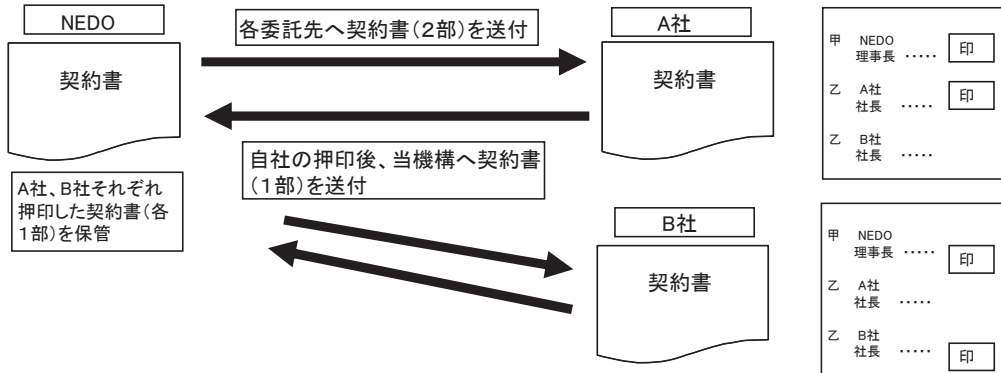 NEDO
契約書
A社、B社それぞれ
押印した契約書（各
１部）を保管
各委託先へ契約書（２部）を送付
自社の押印後、当機構へ契約書
（１部）を送付
A社
契約書
B社
契約書
甲 NEDO
理事長 ‥‥‥ 印
乙 A社
社長 ‥‥‥ 印
乙 B社
社長 ‥‥‥
甲 NEDO
理事長 ‥‥‥ 印
乙 A社
社長 ‥‥‥
乙 B社
社長 ‥‥‥ 印